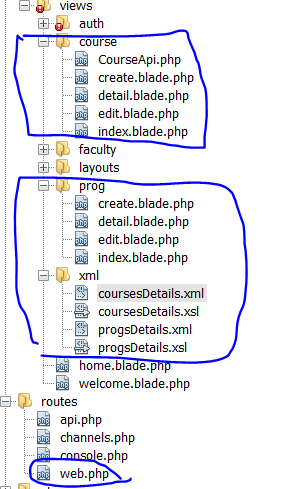 views
auth
course
CourseApi.php
create.blade.php
detail.blade.php
edit.blade.php
index.blade.php
faculty
layouts
prog
create.blade.php
detail.blade.php
edit.blade.php
index.blade.php
xml
coursesDetails.xml
coursesDetails.xsl
progsDetails.xml
progsDetails.xsl
home.blade.php
welcome.blade.php
routes
api.php
channels.php
console.php
web.php